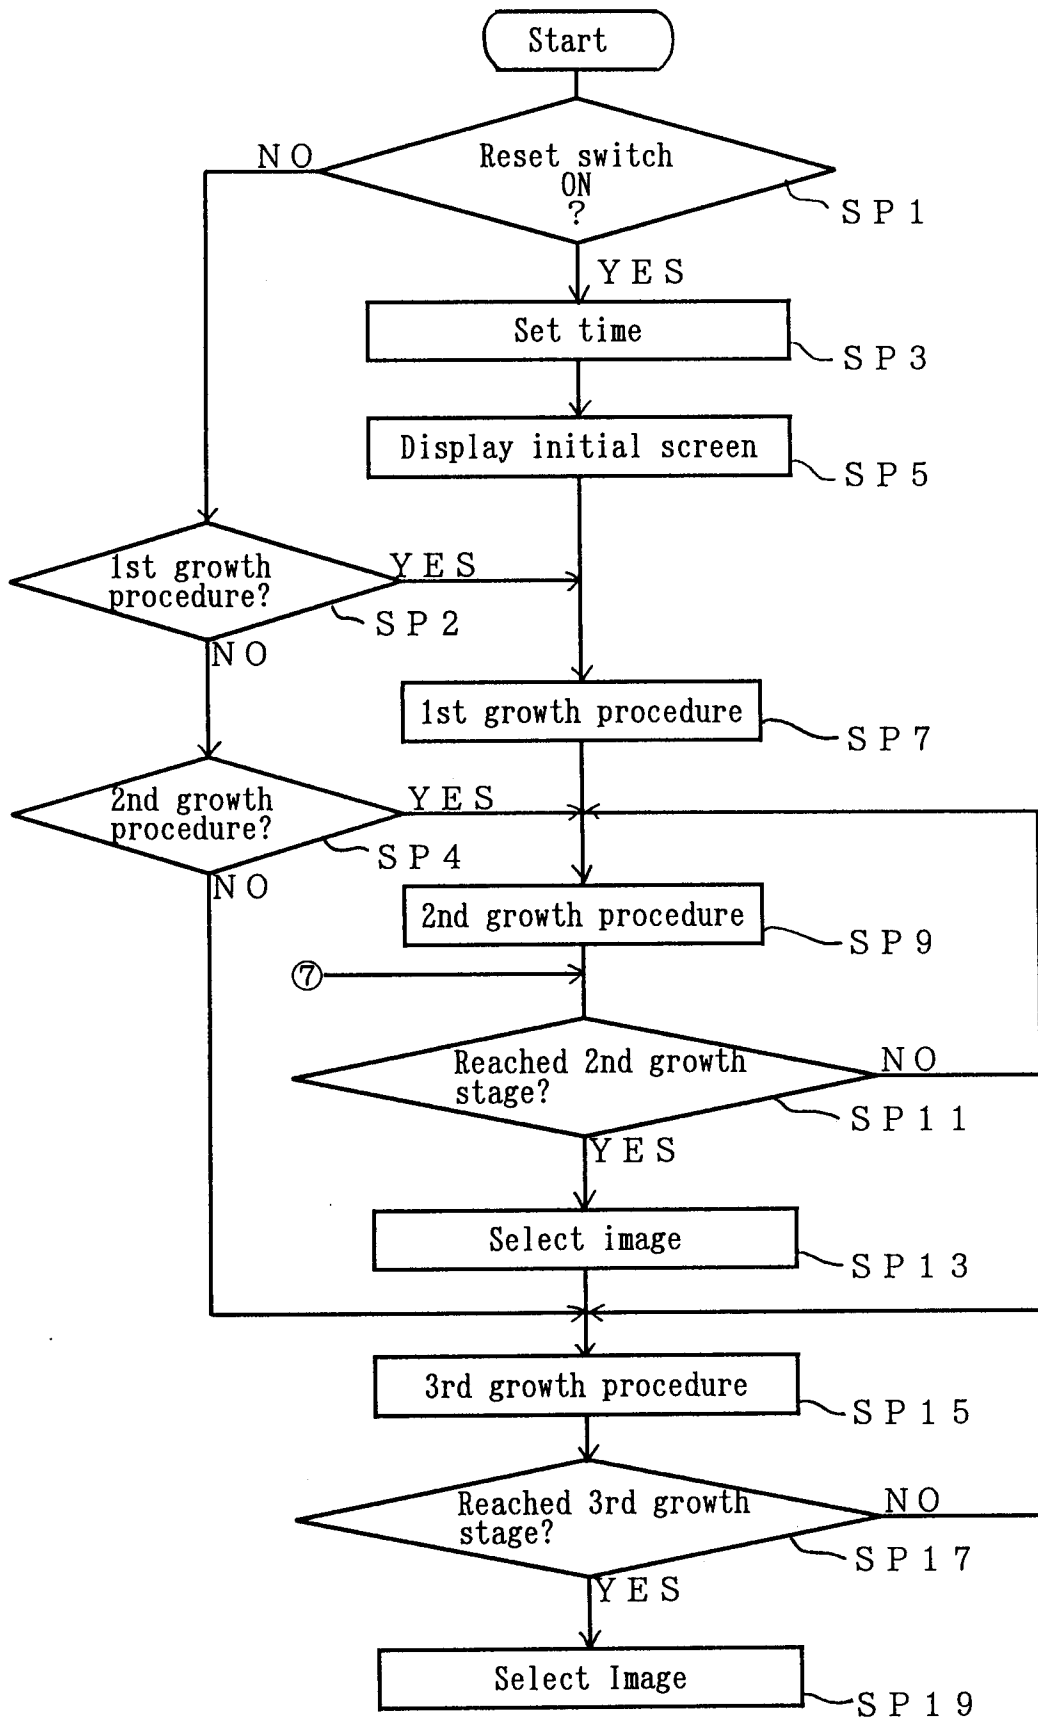 Start
NO
Reset switch
ON
?
SP1
YES
Set time
SP3
Display initial screen
SP5
1st growth
procedure?
YES
SP2
NO
1st growth procedure
SP7
2nd growth
procedure?
YES
SP4
NO
2nd growth procedure
SP9
⑦
Reached 2nd growth
stage?
NO
SP11
YES
Select image
SP13
3rd growth procedure
SP15
Reached 3rd growth
stage?
NO
SP17
YES
Select Image
SP19